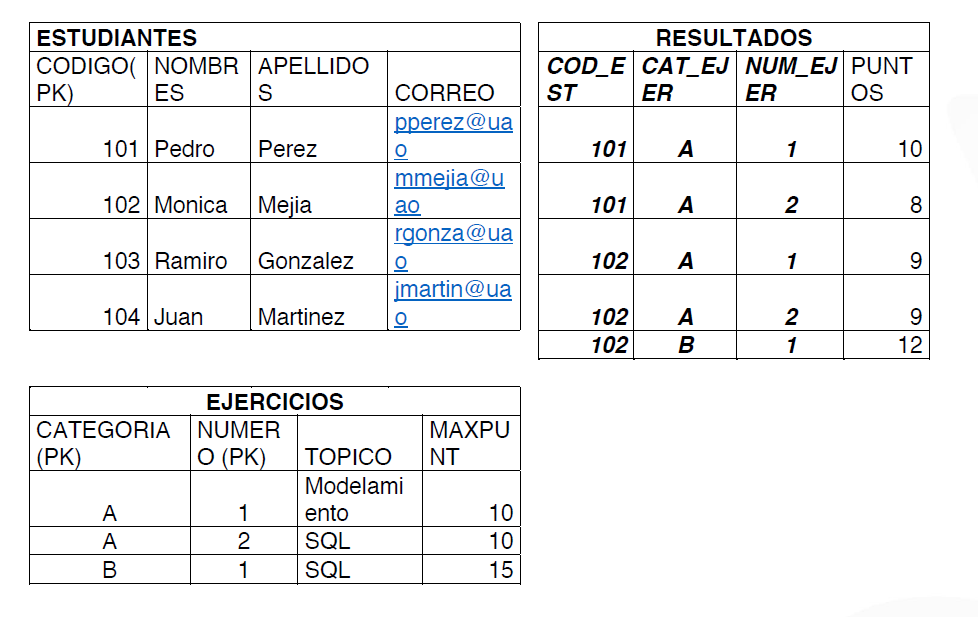 ESTUDIANTES
CODIGO(PK) NOMBRES APELLIDOS CORREO
101 Pedro Perez pperez@uao
102 Monica Mejia mmejia@uao
103 Ramiro Gonzalez rgonza@uao
104 Juan Martinez jmartin@uao
RESULTADOS
COD_EST CAT_EJER NUM_EJER PUNTOS
101 A 1 10
101 A 2 8
102 A 1 9
102 A 2 9
102 B 1 12
EJERCICIOS
CATEGORIA (PK) NUMERO (PK) TOPICO MAXPUNT
A 1 Modelamiento 10
A 2 SQL 10
B 1 SQL 15